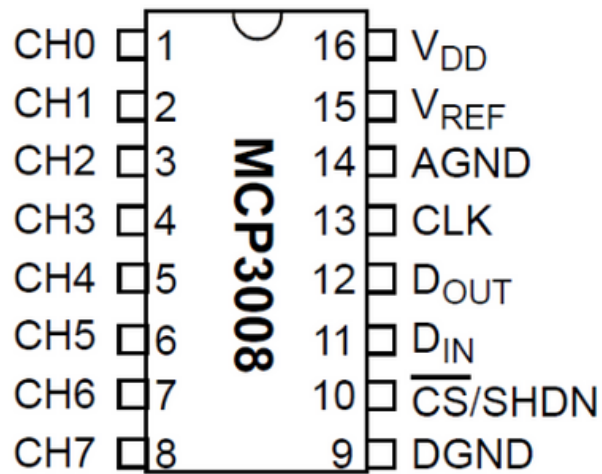 CH0 1 16 VDD
CH1 2 15 VREF
CH2 3 14 AGND
CH3 4 13 CLK
CH4 5 12 DOUT
CH5 6 11 DIN
CH6 7 10 C̅S̅/SHDN
CH7 8 9 DGND
MCP3008